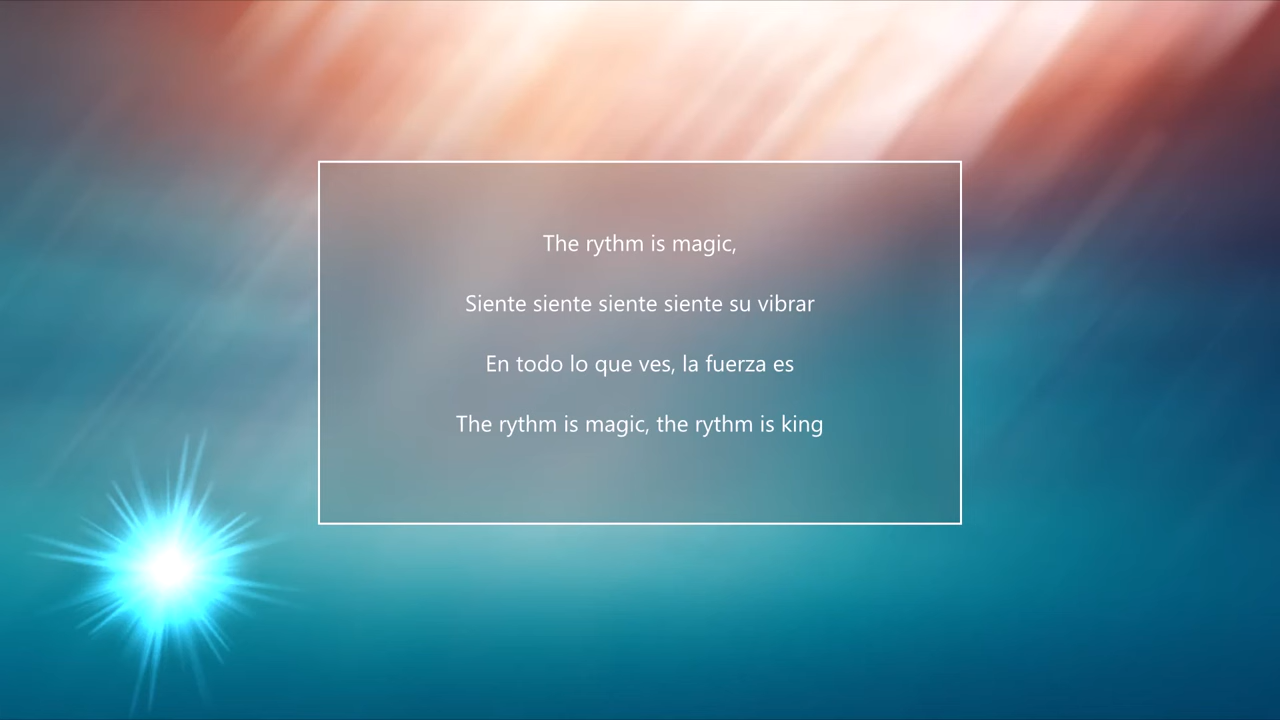 The rythm is magic,
Siente siente siente siente su vibrar
En todo lo que ves, la fuerza es
The rythm is magic, the rythm is king